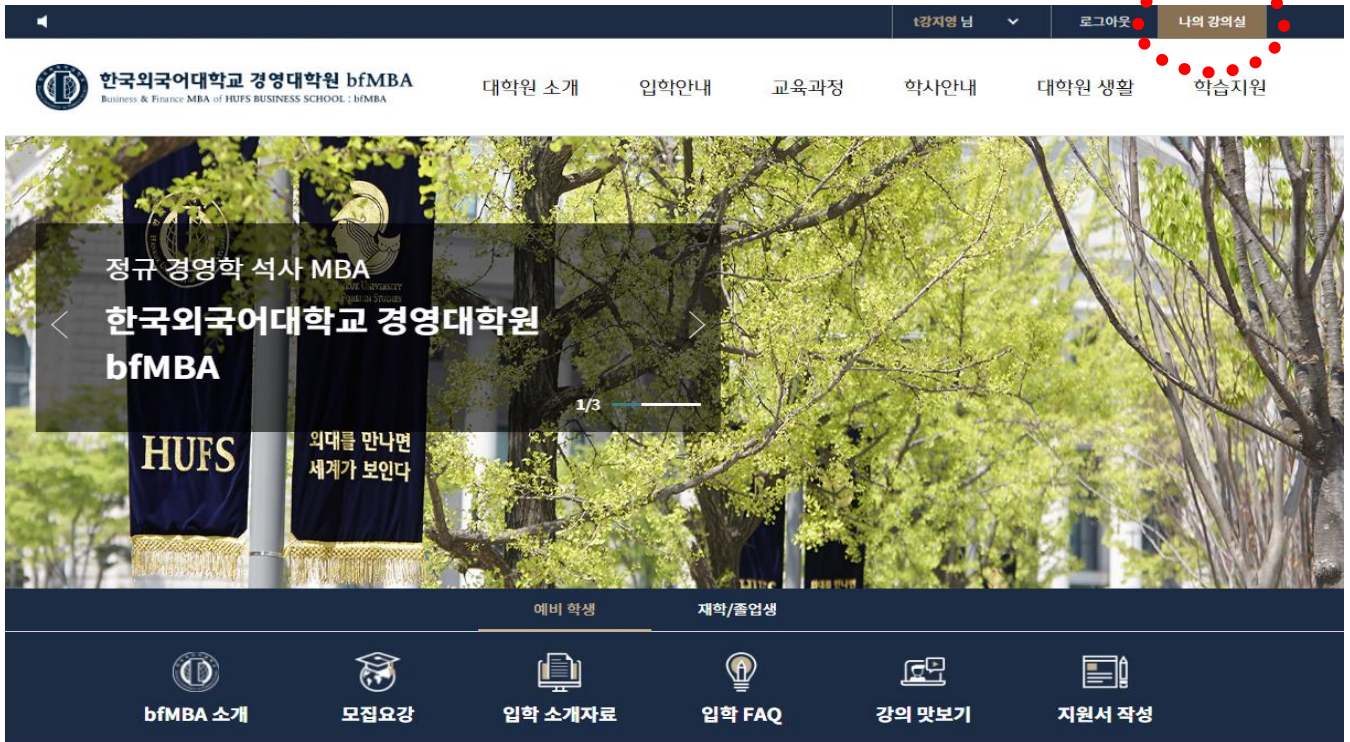 t강지영 님
로그아웃
나의 강의실
한국외국어대학교 경영대학원 bfMBA
Business & Finance MBA of HUFS BUSINESS SCHOOL : bfMBA
대학원 소개
입학안내
교육과정
학사안내
대학원 생활
학습지원
정규 경영학 석사 MBA
한국외국어대학교 경영대학원
bfMBA
1/3
HUFS
외대를 만나면
세계가 보인다
HUFS
예비 학생
재학/졸업생
bfMBA 소개
모집요강
입학 소개자료
입학 FAQ
강의 맛보기
지원서 작성